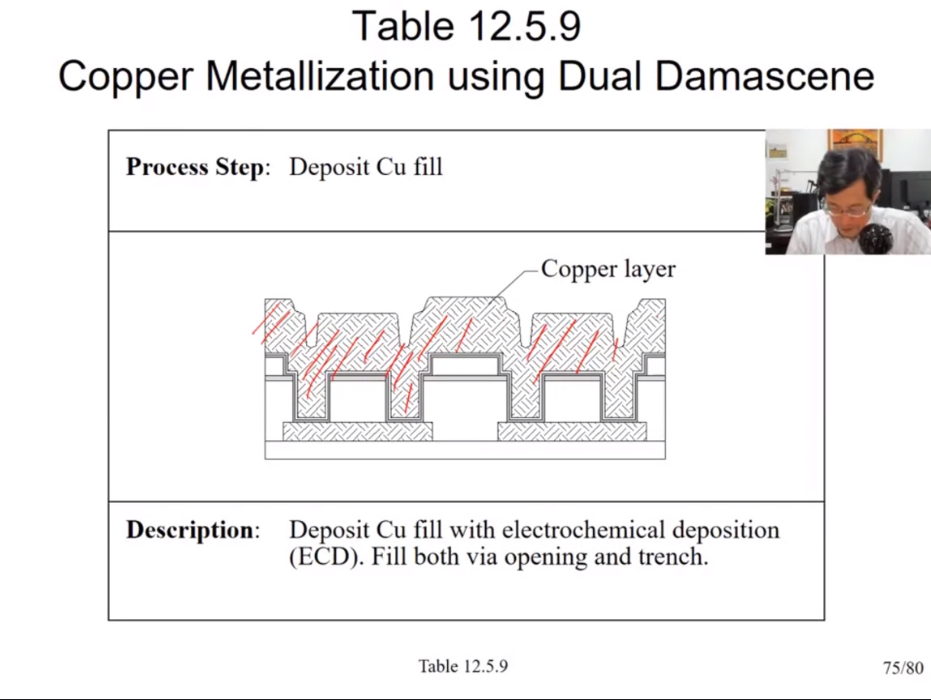 Table 12.5.9
Copper Metallization using Dual Damascene
Process Step: Deposit Cu fill
Copper layer
Description: Deposit Cu fill with electrochemical deposition
(ECD). Fill both via opening and trench.
Table 12.5.9
75/80